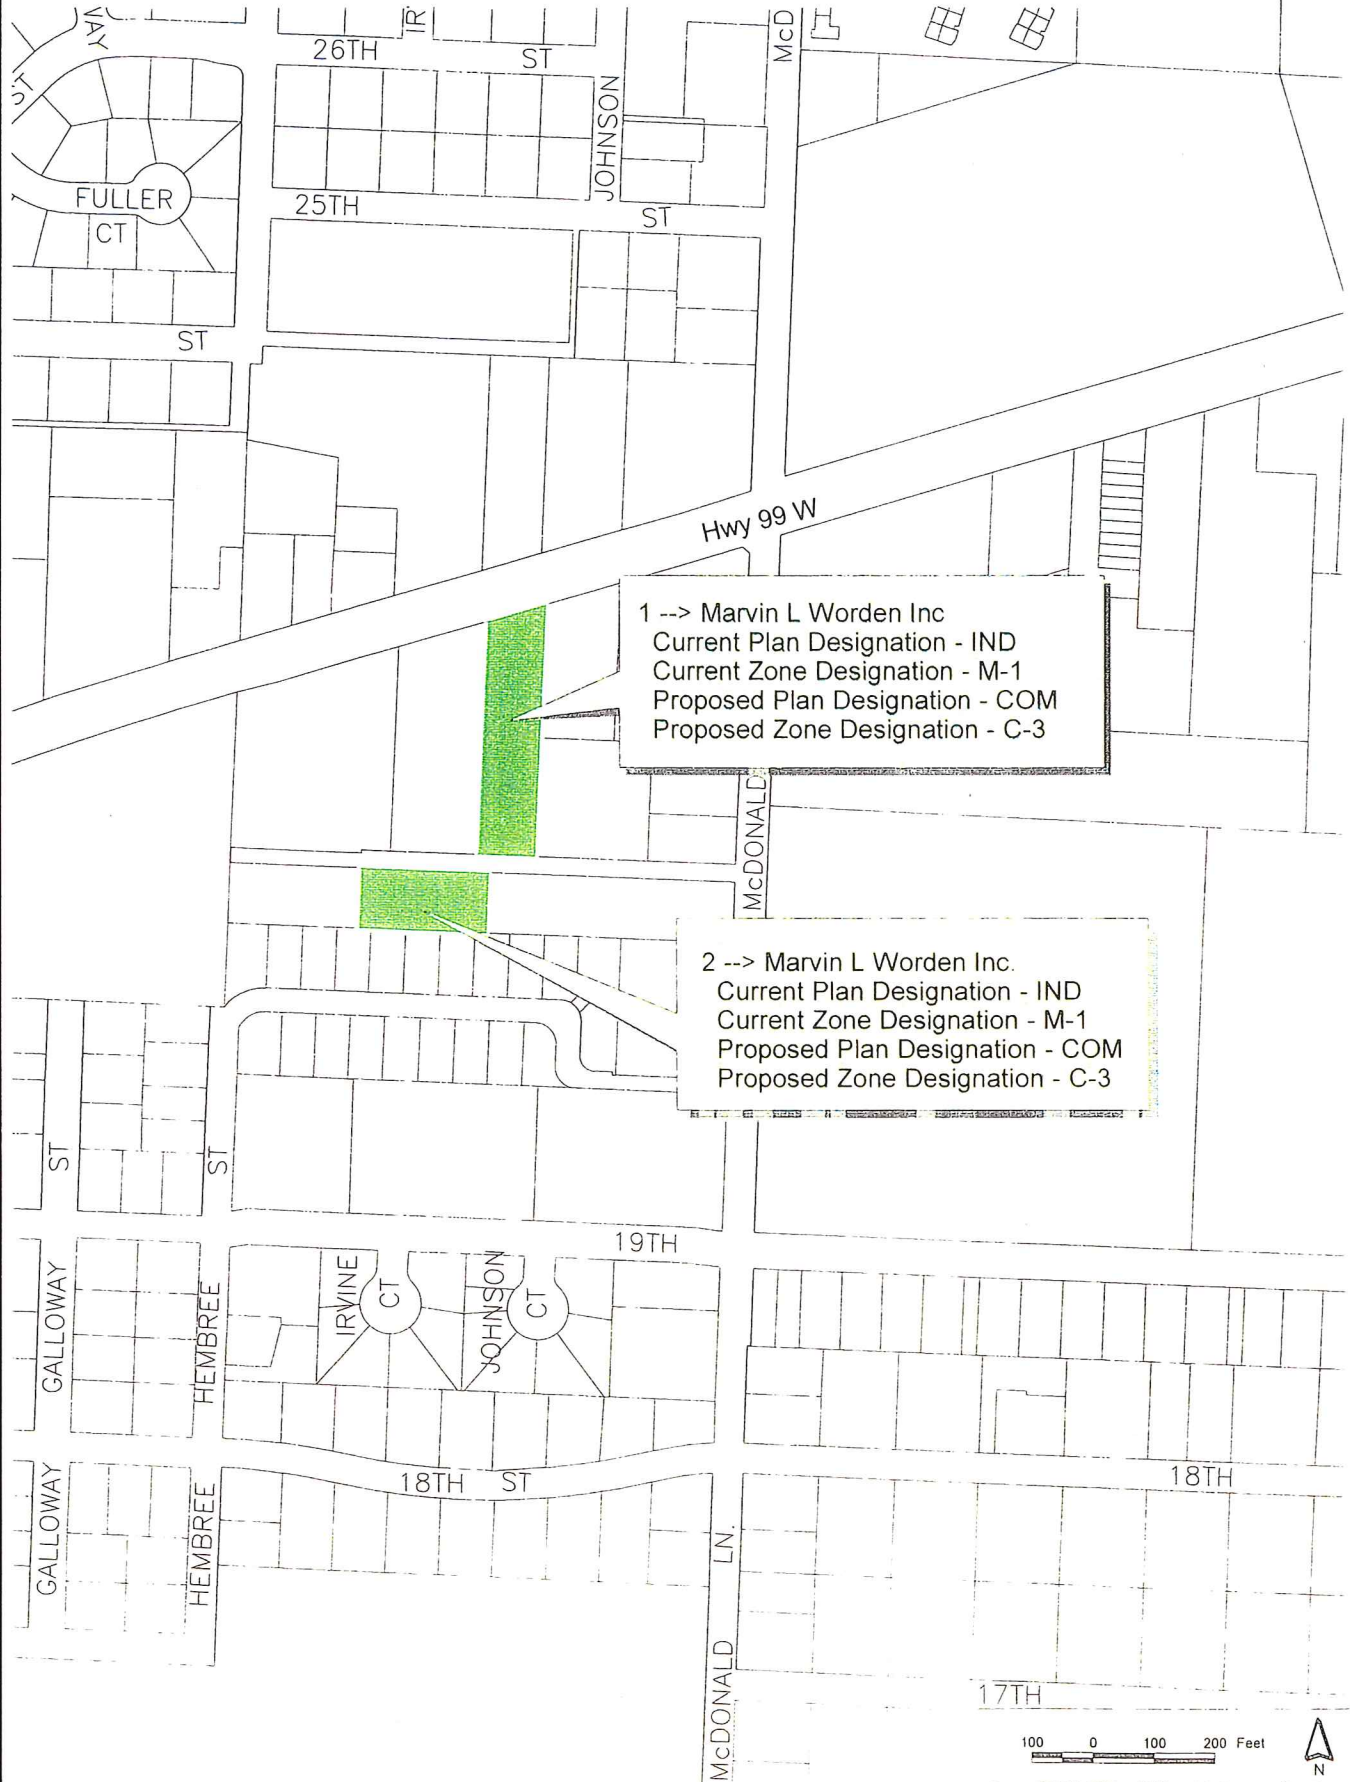 WAY
26TH
IR
ST
JOHNSON
McD
ST
FULLER
CT
25TH
ST
ST
Hwy 99 W
1 --> Marvin L Worden Inc
Current Plan Designation - IND
Current Zone Designation - M-1
Proposed Plan Designation - COM
Proposed Zone Designation - C-3
McDONALD
2 --> Marvin L Worden Inc.
Current Plan Designation - IND
Current Zone Designation - M-1
Proposed Plan Designation - COM
Proposed Zone Designation - C-3
ST
ST
19TH
GALLOWAY
HEMBREE
IRVINE
CT
JOHNSON
CT
18TH ST
18TH
GALLOWAY
HEMBREE
LN.
McDONALD
17TH
100 0 100 200 Feet
N